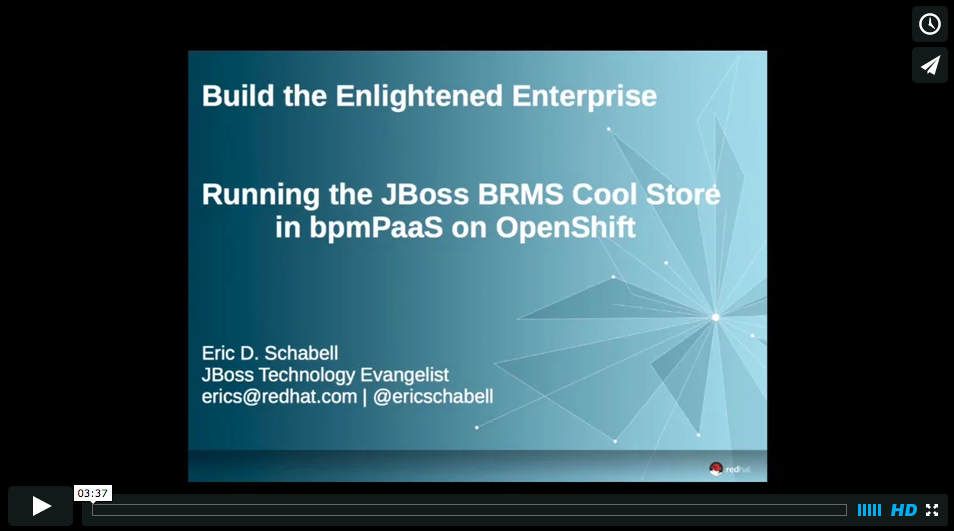 Build the Enlightened Enterprise
Running the JBoss BRMS Cool Store
in bpmPaaS on OpenShift
Eric D. Schabell
JBoss Technology Evangelist
erics@redhat.com | @ericschabell
redhat
03:37
HD